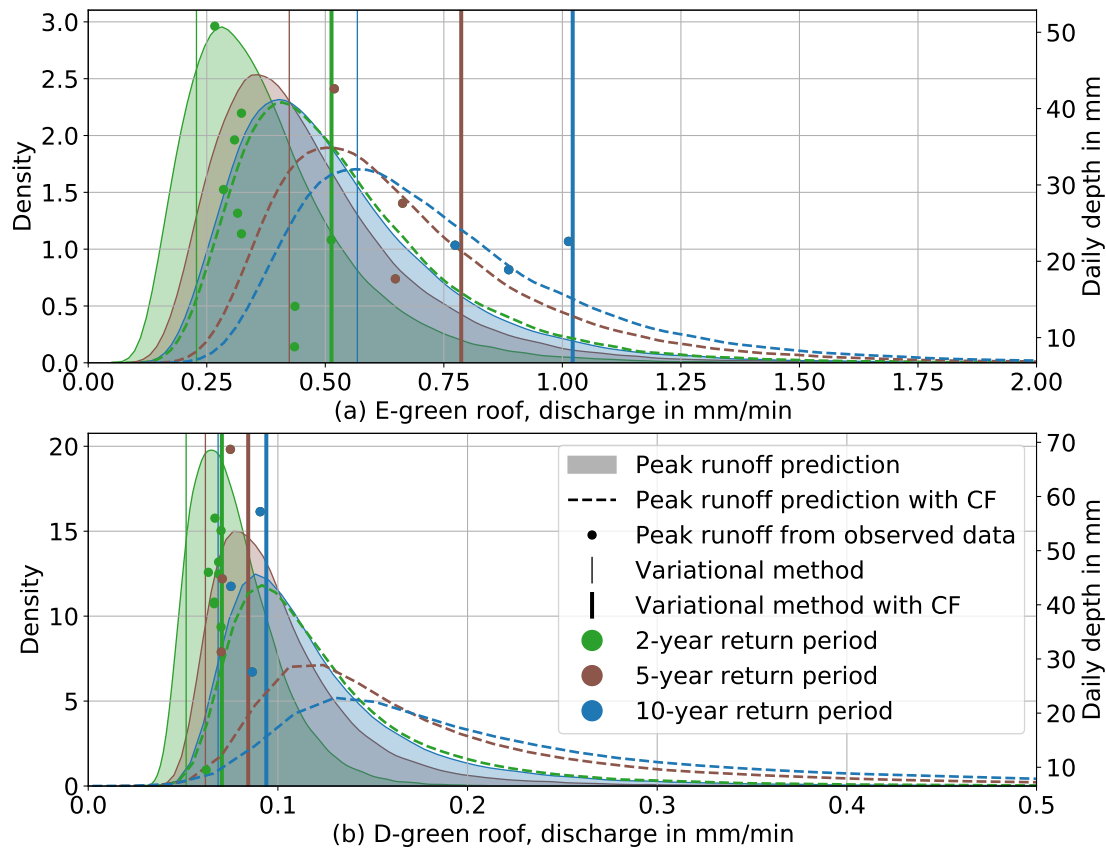 3.0
2.5
2.0
1.5
1.0
0.5
0.0
Density
50
40
30
20
10
Daily depth in mm
0.00 0.25 0.50 0.75 1.00 1.25 1.50 1.75 2.00
(a) E-green roof, discharge in mm/min
20
15
10
5
0
Density
70
60
50
40
30
20
10
Daily depth in mm
Peak runoff prediction
Peak runoff prediction with CF
Peak runoff from observed data
Variational method
Variational method with CF
2-year return period
5-year return period
10-year return period
0 0.1 0.2 0.3 0.4 0.5
(b) D-green roof, discharge in mm/min